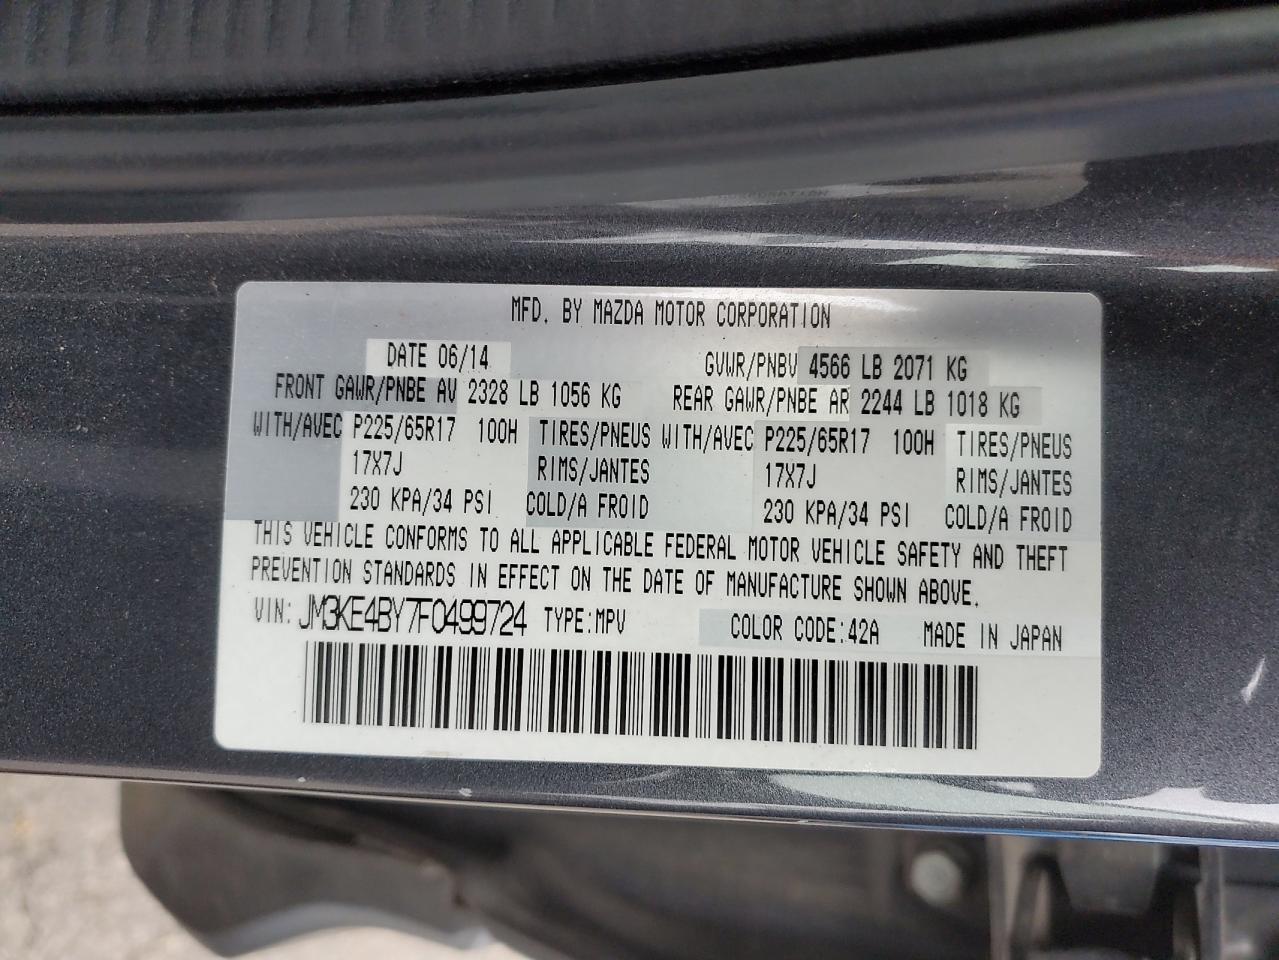 MFD. BY MAZDA MOTOR CORPORATION
DATE 06/14 GVWR/PNBV 4566 LB 2071 KG
FRONT GAWR/PNBE AV 2328 LB 1056 KG REAR GAWR/PNBE AR 2244 LB 1018 KG
WITH/AVEC P225/65R17 100H TIRES/PNEUS WITH/AVEC P225/65R17 100H TIRES/PNEUS
17X7J RIMS/JANTES 17X7J RIMS/JANTES
230 KPA/34 PSI COLD/A FROID 230 KPA/34 PSI COLD/A FROID
THIS VEHICLE CONFORMS TO ALL APPLICABLE FEDERAL MOTOR VEHICLE SAFETY AND THEFT
PREVENTION STANDARDS IN EFFECT ON THE DATE OF MANUFACTURE SHOWN ABOVE.
VIN: JM3KE4BY7F0499724 TYPE:MPV COLOR CODE:42A MADE IN JAPAN